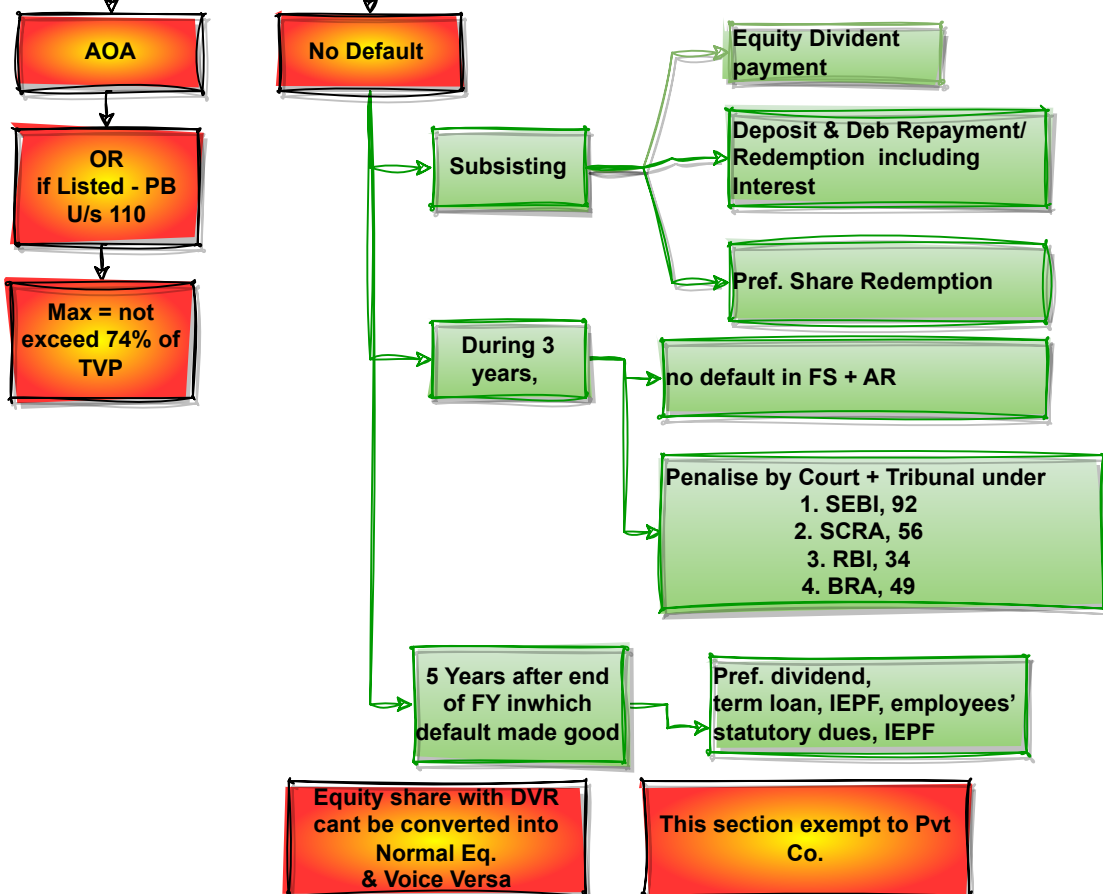 AOA
OR
if Listed - PB
U/s 110
Max = not
exceed 74% of
TVP
No Default
Subsisting
Equity Divident
payment
Deposit & Deb Repayment/
Redemption including
Interest
Pref. Share Redemption
During 3
years,
no default in FS + AR
Penalise by Court + Tribunal under
1. SEBI, 92
2. SCRA, 56
3. RBI, 34
4. BRA, 49
5 Years after end
of FY inwhich
default made good
Pref. dividend,
term loan, IEPF, employees’
statutory dues, IEPF
Equity share with DVR
cant be converted into
Normal Eq.
& Voice Versa
This section exempt to Pvt
Co.